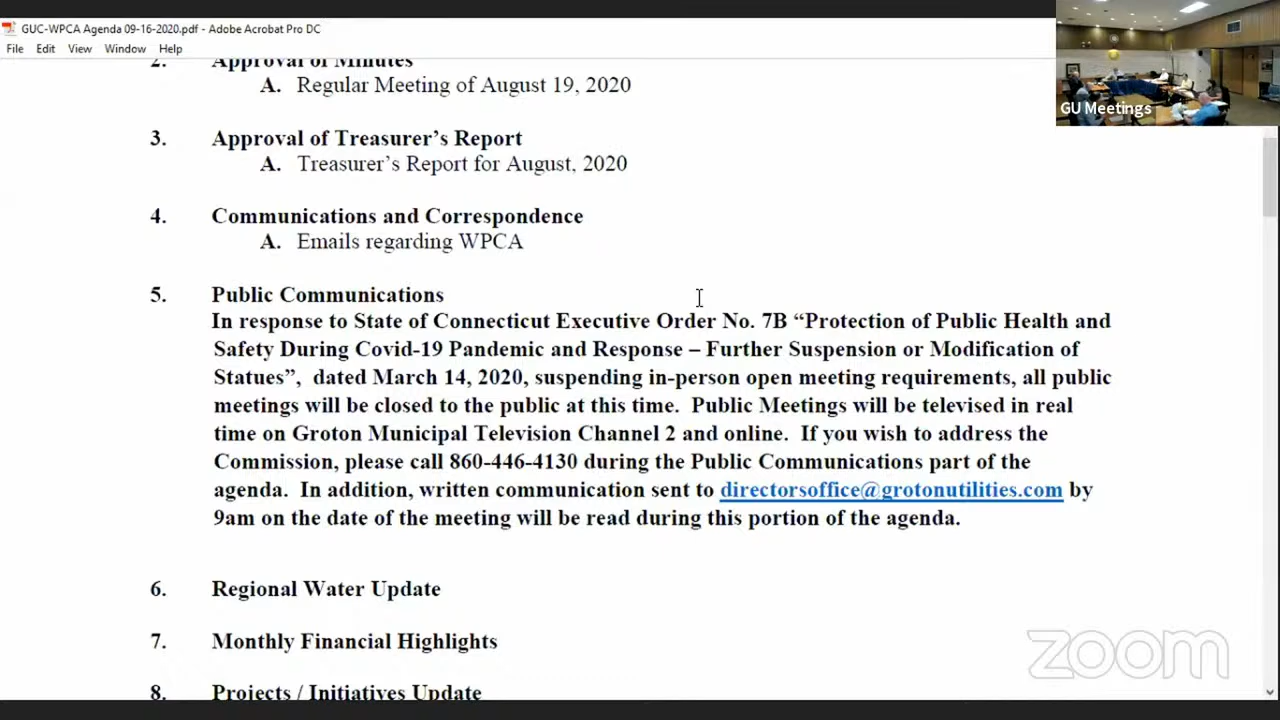 GUC-WPCA Agenda 09-16-2020.pdf - Adobe Acrobat Pro DC
File Edit View Window Help
2. Approval of Minutes
A. Regular Meeting of August 19, 2020
3. Approval of Treasurer’s Report
A. Treasurer’s Report for August, 2020
4. Communications and Correspondence
A. Emails regarding WPCA
5. Public Communications
In response to State of Connecticut Executive Order No. 7B “Protection of Public Health and
Safety During Covid-19 Pandemic and Response – Further Suspension or Modification of
Statues”, dated March 14, 2020, suspending in-person open meeting requirements, all public
meetings will be closed to the public at this time. Public Meetings will be televised in real
time on Groton Municipal Television Channel 2 and online. If you wish to address the
Commission, please call 860-446-4130 during the Public Communications part of the
agenda. In addition, written communication sent to directorsoffice@grotonutilities.com by
9am on the date of the meeting will be read during this portion of the agenda.
6. Regional Water Update
7. Monthly Financial Highlights
8. Projects / Initiatives Update
GU Meetings
zoom